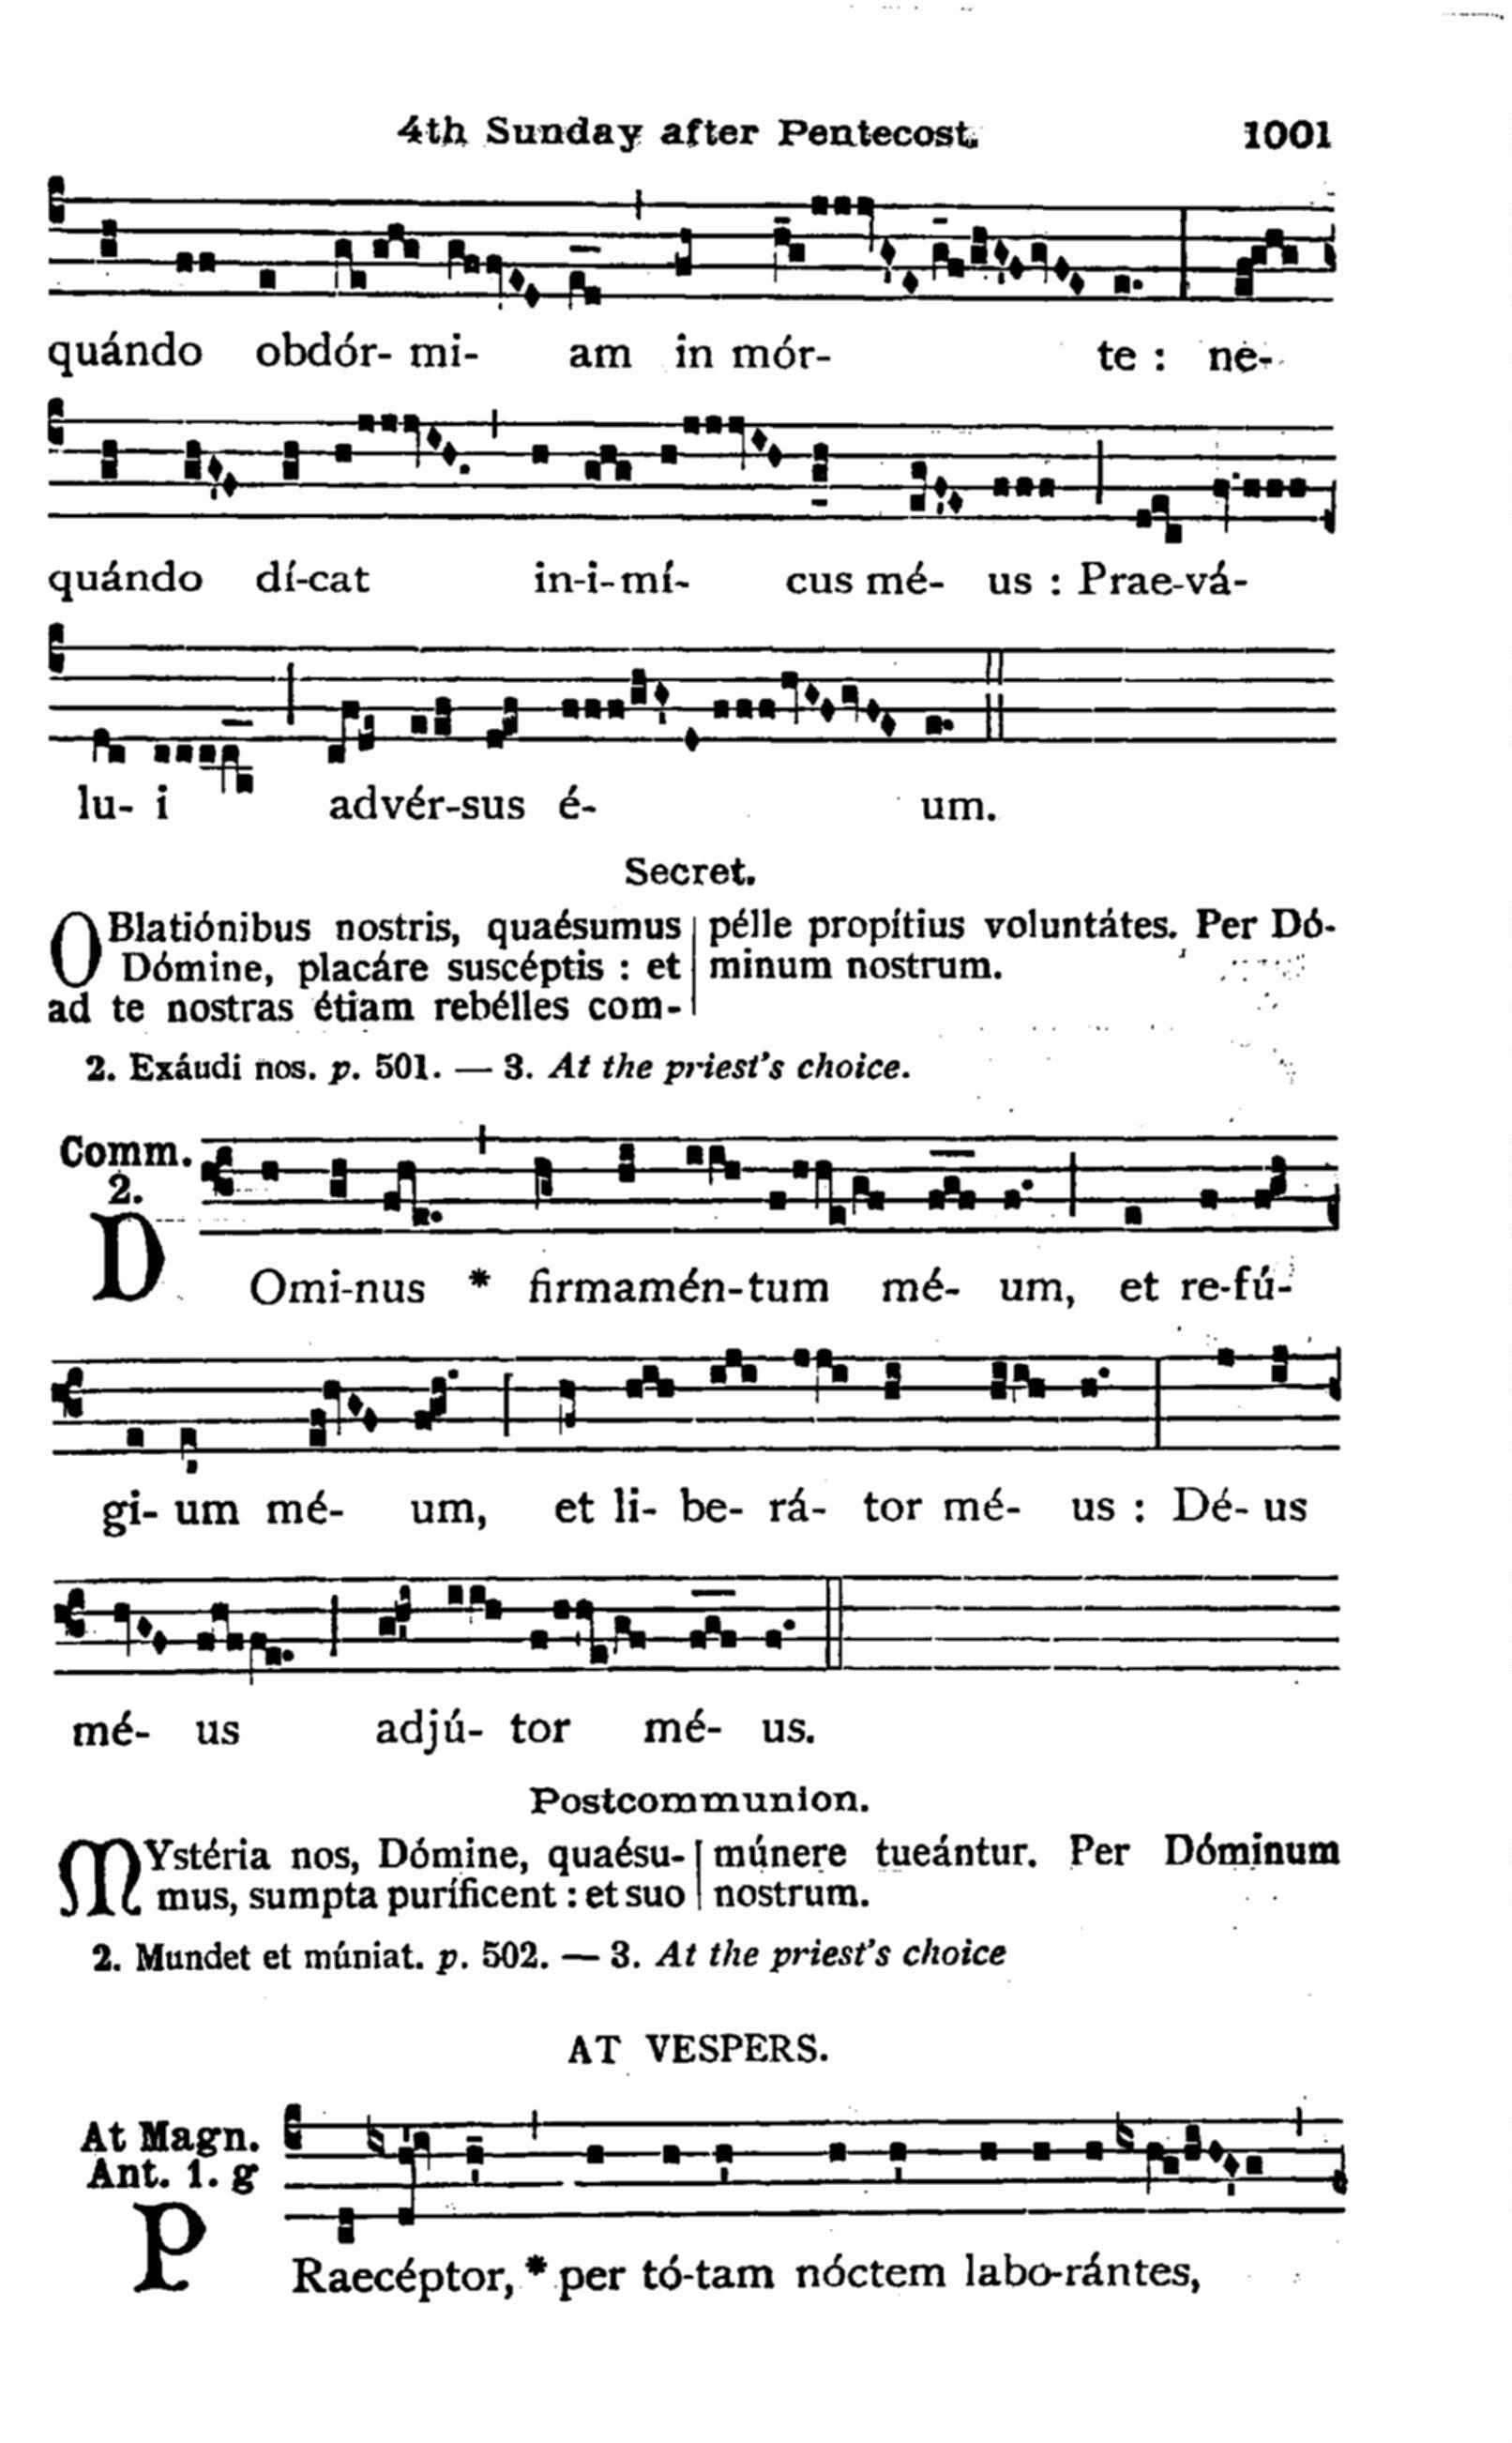 4th Sunday after Pentecost. 1001
quándo obdór- mi- am in mór- te : ne-
quándo dí-cat in-i-mí- cus mé- us : Prae-vá-
lu- i advér-sus é- um.
Secret.
OBlatiónibus nostris, quaésumus
Dómine, placáre suscéptis : et
ad te nostras étiam rebélles com-
pélle propítius voluntátes. Per Dó-
minum nostrum.
2. Exáudi nos. p. 501. — 3. At the priest's choice.
Comm.
2.
DOmi-nus * firmamén-tum mé- um, et re-fú-
gi- um mé- um, et li- be- rá- tor mé- us : Dé- us
mé- us adjú- tor mé- us.
Postcommunion.
MYstéria nos, Dómine, quaésu-
mus, sumpta puríficent : et suo
múnere tueántur. Per Dóminum
nostrum.
2. Mundet et múniat. p. 502. — 3. At the priest's choice
AT VESPERS.
At Magn.
Ant. 1. g
PRaecéptor, * per tó-tam nóctem labo-rántes,